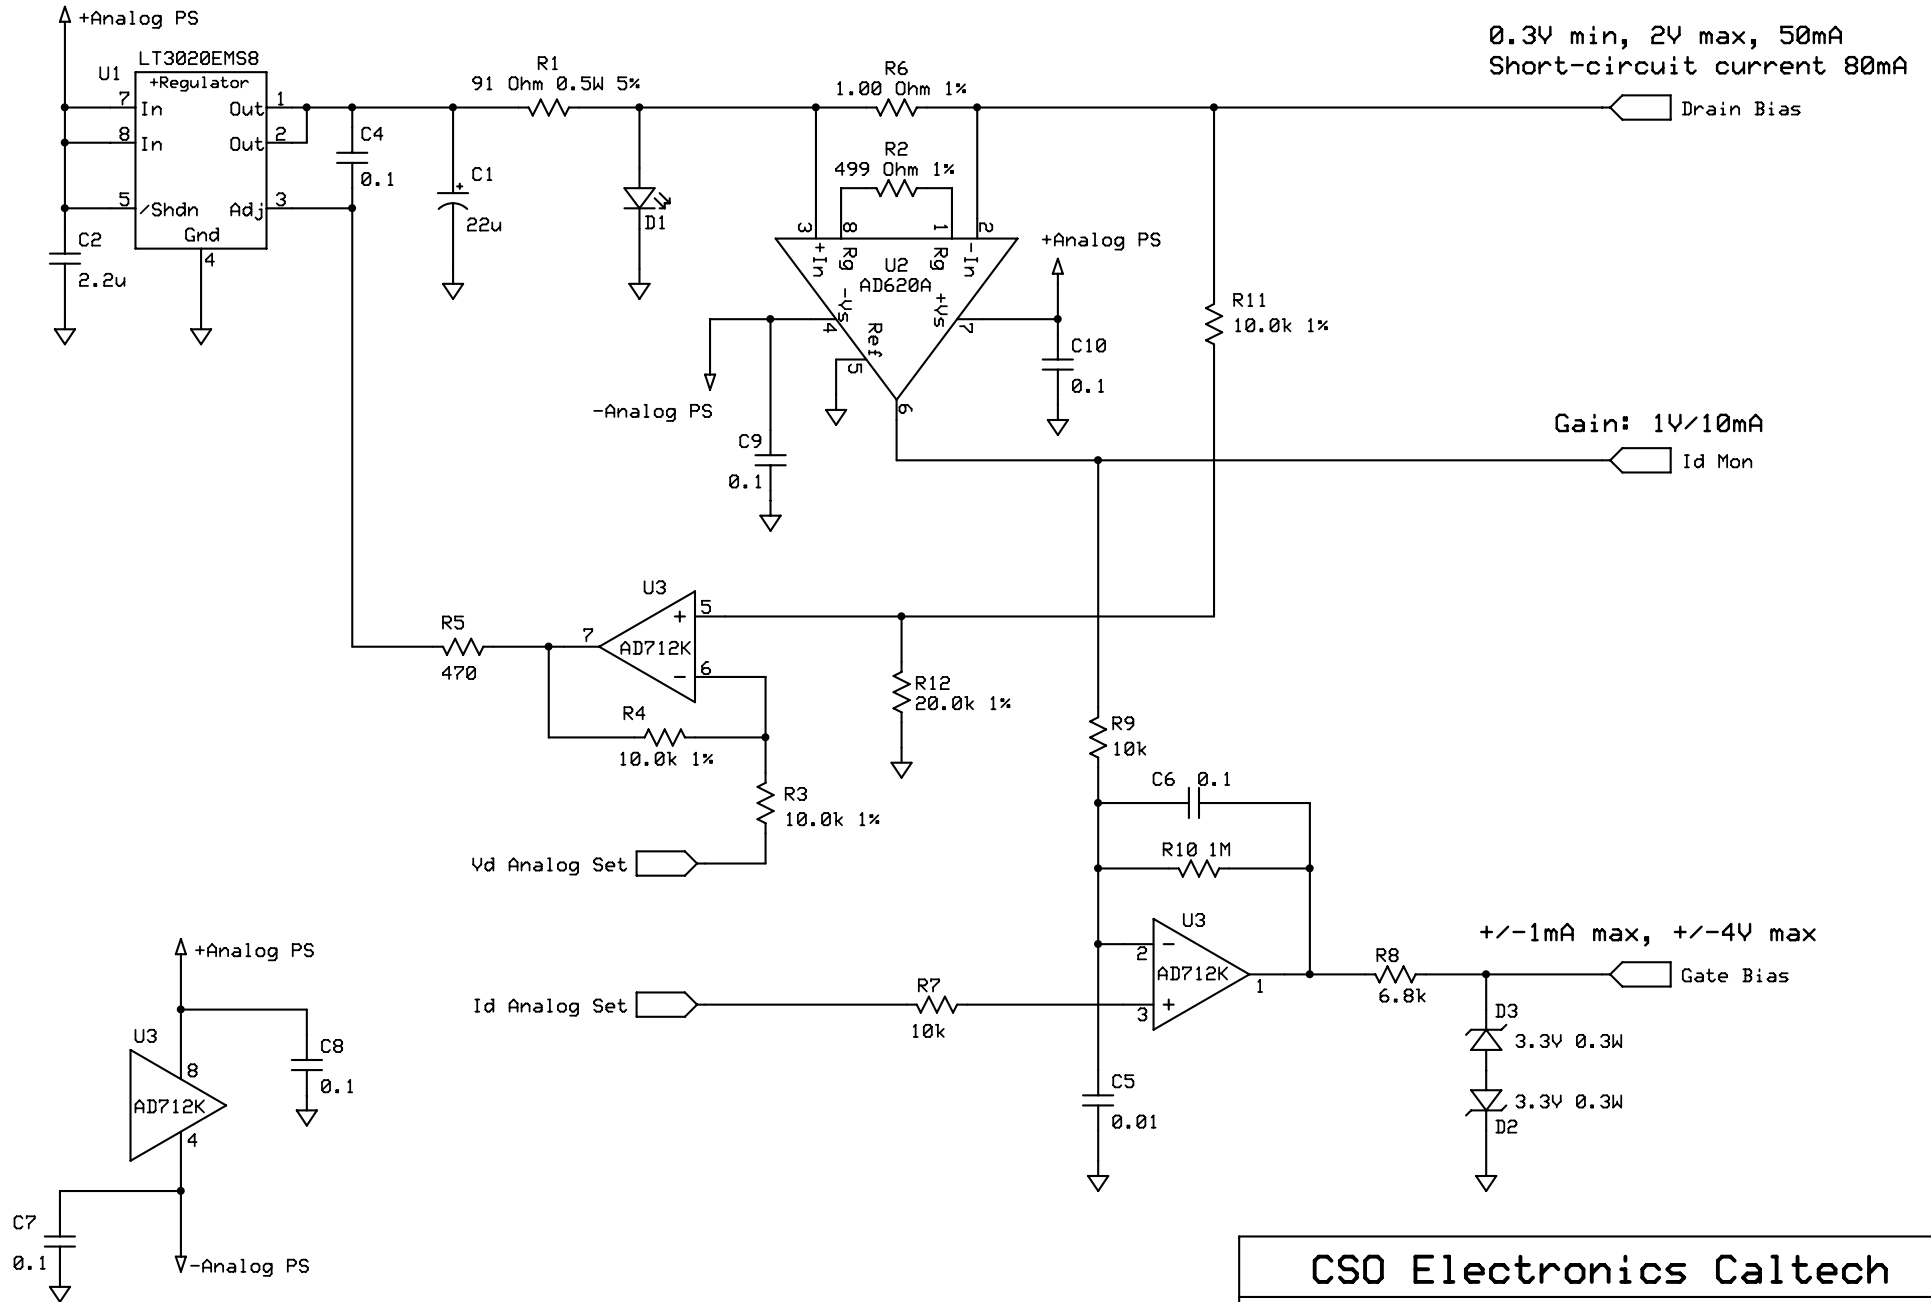 +Analog PS
LT3020EMS8
U1
+Regulator
7
In
Out
1
8
In
Out
2
5
/Shdn
Adj
3
Gnd
4
C2
2.2u
C4
0.1
C1
22u
R1
91 Ohm 0.5W 5%
D1
R6
1.00 Ohm 1%
R2
499 Ohm 1%
3
8
1
2
+In
Rg
Rg
-In
U2
AD620A
-Vs
+Vs
4
7
Ref
5
6
+Analog PS
C10
0.1
-Analog PS
C9
0.1
R11
10.0k 1%
0.3V min, 2V max, 50mA
Short-circuit current 80mA
Drain Bias
Gain: 1V/10mA
Id Mon
U3
R5
470
7
AD712K
+
5
-
6
R4
10.0k 1%
R12
20.0k 1%
R3
10.0k 1%
Vd Analog Set
R9
10k
C6 0.1
R10 1M
U3
2
-
AD712K
1
3
+
Id Analog Set
R7
10k
C5
0.01
R8
6.8k
+/-1mA max, +/-4V max
Gate Bias
D3
3.3V 0.3W
3.3V 0.3W
D2
+Analog PS
U3
8
AD712K
4
C8
0.1
C7
0.1
-Analog PS
CSO Electronics Caltech